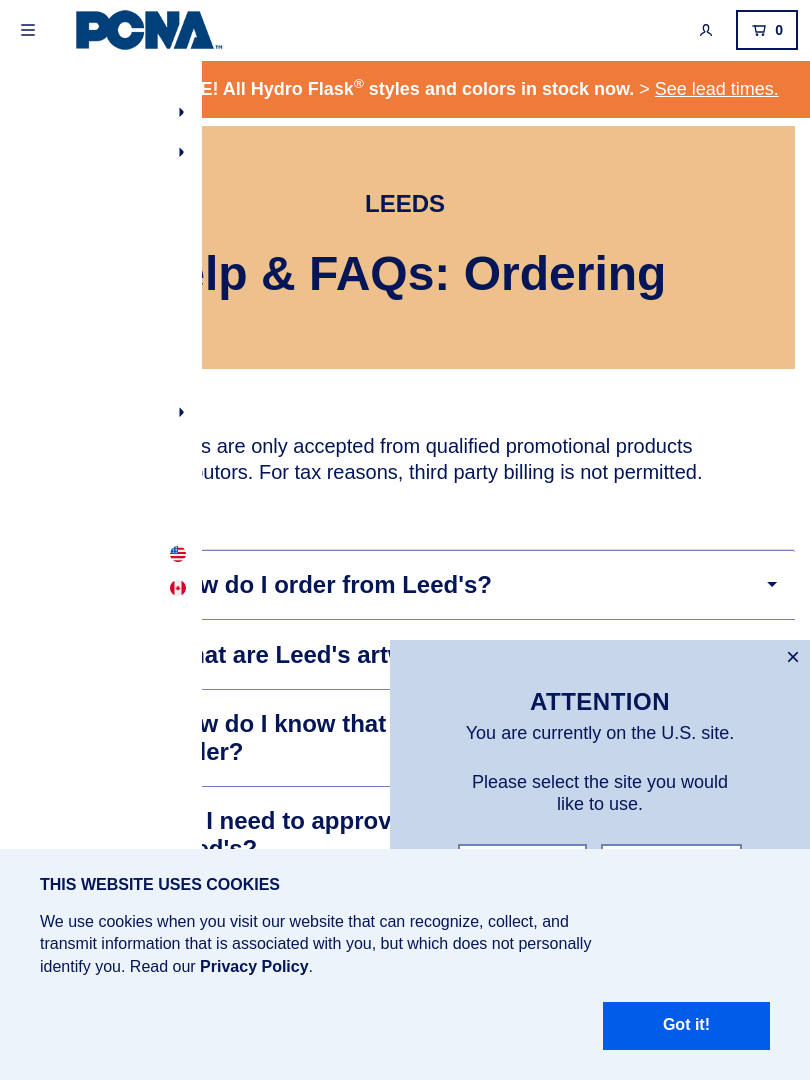 PCNA™
0
E! All Hydro Flask® styles and colors in stock now. > See lead times.
LEEDS
elp & FAQs: Ordering
s are only accepted from qualified promotional products
utors. For tax reasons, third party billing is not permitted.
w do I order from Leed's?
at are Leed's
w do I know that
der?
I need to approv
ATTENTION
You are currently on the U.S. site.
Please select the site you would
like to use.
THIS WEBSITE USES COOKIES
We use cookies when you visit our website that can recognize, collect, and
transmit information that is associated with you, but which does not personally
identify you. Read our Privacy Policy.
Got it!